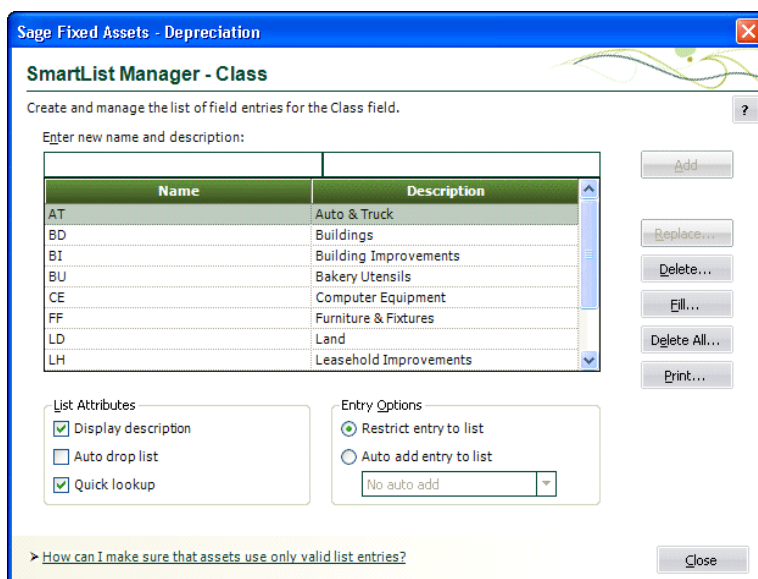 Sage Fixed Assets - Depreciation
SmartList Manager - Class
Create and manage the list of field entries for the Class field.
?
Enter new name and description:
Add
Name Description
AT Auto & Truck
BD Buildings
Replace...
BI Building Improvements
Delete...
BU Bakery Utensils
CE Computer Equipment
Fill...
FF Furniture & Fixtures
LD Land
Delete All...
LH Leasehold Improvements
Print...
List Attributes
Entry Options
Display description
Restrict entry to list
Auto drop list
Auto add entry to list
Quick lookup
No auto add
How can I make sure that assets use only valid list entries?
Close